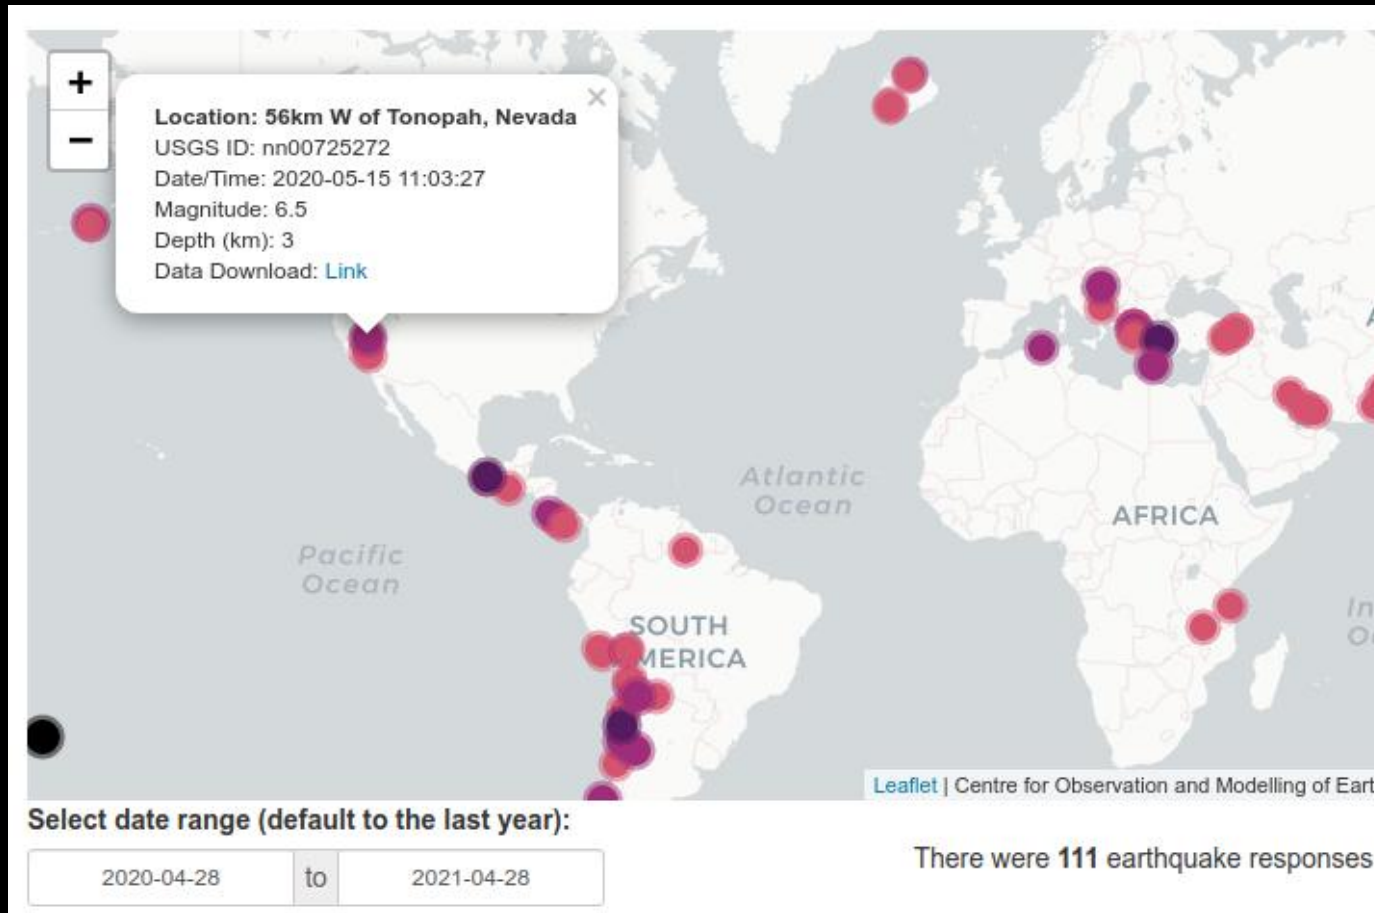 +
−
×
Location: 56km W of Tonopah, Nevada
USGS ID: nn00725272
Date/Time: 2020-05-15 11:03:27
Magnitude: 6.5
Depth (km): 3
Data Download: Link
Atlantic
Ocean
AFRICA
Pacific
Ocean
SOUTH
MERICA
In
O
Leaflet | Centre for Observation and Modelling of Eart
Select date range (default to the last year):
2020-04-28 to 2021-04-28
There were 111 earthquake responses